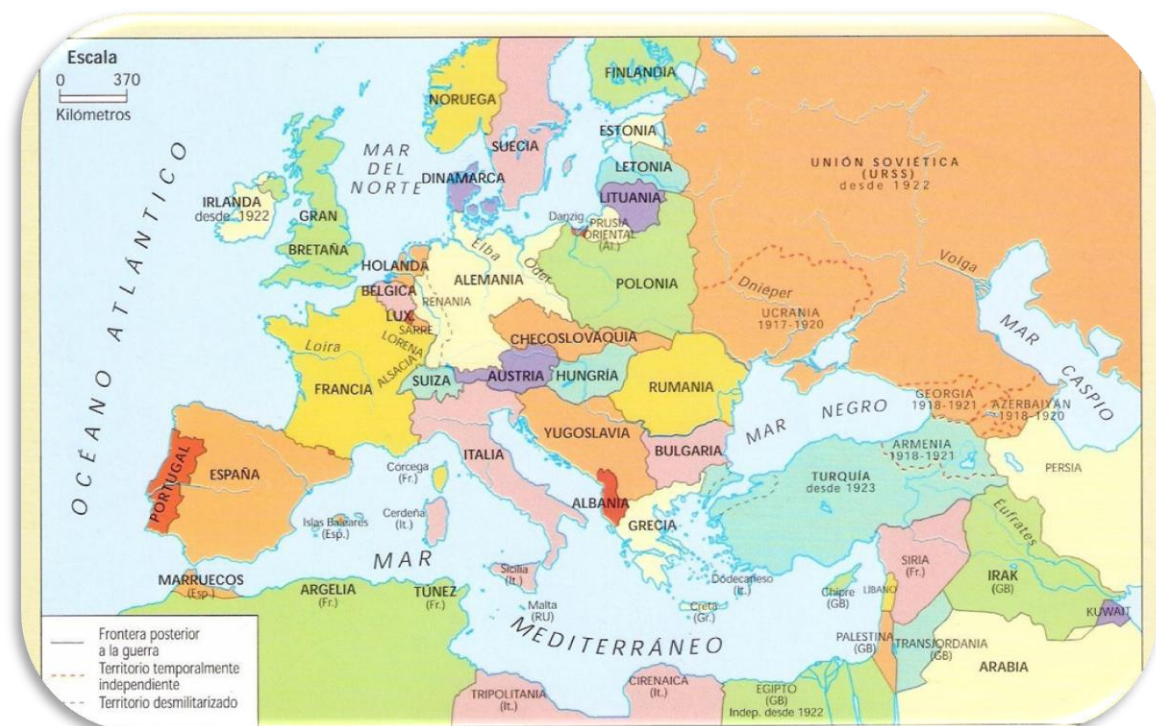 Escala
0 370
Kilómetros
OCÉANO ATLÁNTICO
MAR
DEL
NORTE
NORUEGA
SUECIA
FINLANDIA
ESTONIA
LETONIA
LITUANIA
DINAMARCA
UNIÓN SOVIÉTICA
(URSS)
desde 1922
IRLANDA
desde 1922
GRAN
BRETAÑA
Danzig
PRUSIA
ORIENTAL
(Al.)
HOLANDA
BELGICA
LUX
SARRE
LORENA
ALSACIA
RENANIA
Elba
Oder
ALEMANIA
POLONIA
Dnieper
UCRANIA
1917-1920
Volga
MAR
CASPIO
CHECOSLOVAQUIA
Loira
FRANCIA
SUIZA
AUSTRIA
HUNGRÍA
RUMANIA
MAR NEGRO
GEORGIA
1918-1921
AZERBAIYÁN
1918-1920
ARMENIA
1918-1921
PORTUGAL
ESPAÑA
Córcega
(Fr.)
ITALIA
YUGOSLAVIA
BULGARIA
TURQUÍA
desde 1923
PERSIA
Islas Baleares
(Esp.)
Cerdeña
(It.)
ALBANIA
GRECIA
Eufrates
SIRIA
(Fr.)
IRAK
(GB)
KUWAIT
MARRUECOS
(Esp.)
ARGELIA
(Fr.)
TÚNEZ
(Fr.)
MAR
MEDITERRÁNEO
Sicilia
(It.)
Malta
(RU)
Dodecaneso
(It.)
Creta
(Gr.)
Chipre
(GB)
LÍBANO
PALESTINA
(GB)
TRANSJORDANIA
(GB)
ARABIA
TRIPOLITANIA
(It.)
CIRENAICA
(It.)
EGIPTO
(GB)
Indep. desde 1922
Frontera posterior
a la guerra
Territorio temporalmente
independiente
Territorio desmilitarizado